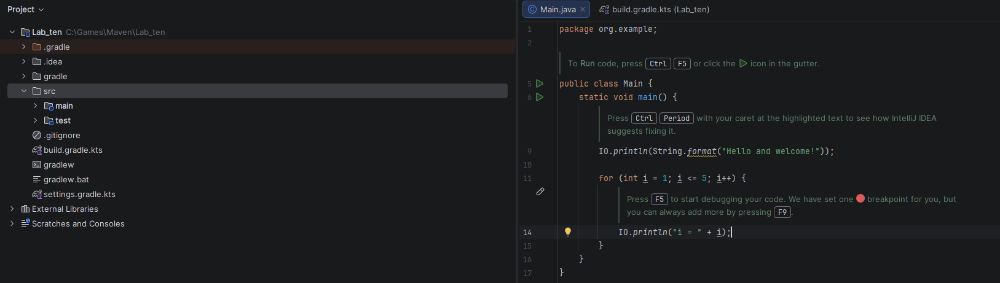 Project
Lab_ten C:\Games\Maven\Lab_ten
.gradle
.idea
gradle
src
main
test
.gitignore
build.gradle.kts
gradlew
gradlew.bat
settings.gradle.kts
External Libraries
Scratches and Consoles
Main.java
build.gradle.kts (Lab_ten)
1 package org.example;
2
To Run code, press Ctrl F5 or click the icon in the gutter.
5 public class Main {
6 static void main() {
Press Ctrl Period with your caret at the highlighted text to see how IntelliJ IDEA
suggests fixing it.
9 IO.println(String.format("Hello and welcome!"));
10
11 for (int i = 1; i <= 5; i++) {
Press F5 to start debugging your code. We have set one breakpoint for you, but
you can always add more by pressing F9.
14 IO.println("i = " + i);
15 }
16 }
17 }